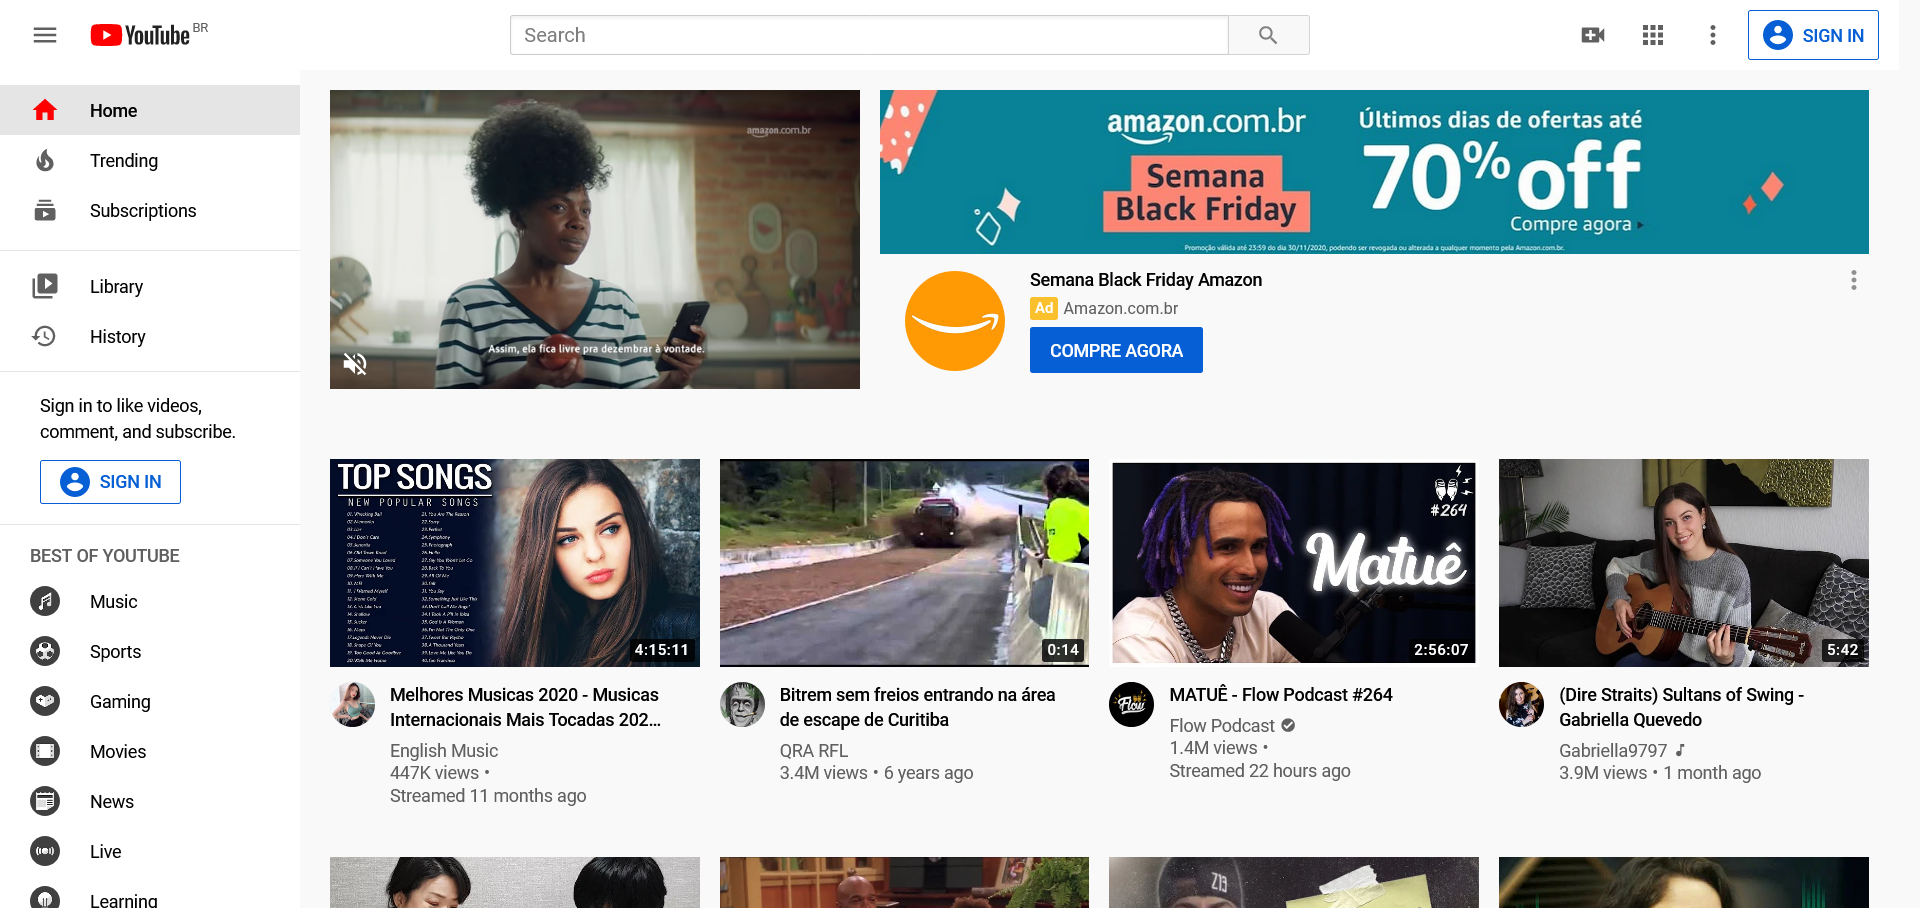 YouTube BR
Search
SIGN IN
Home
Trending
Subscriptions
Library
History
Sign in to like videos,
comment, and subscribe.
SIGN IN
BEST OF YOUTUBE
Music
Sports
Gaming
Movies
News
Live
Learning
amazon.com.br
Assim, ela fica livre pra dezembrar à vontade.
amazon.com.br
Semana
Black Friday
Últimos dias de ofertas até
70% off
Compre agora
Promoção válida até 23:59 do dia 30/11/2020, podendo ser revogada ou alterada a qualquer momento pela Amazon.com.br.
Semana Black Friday Amazon
Ad Amazon.com.br
COMPRE AGORA
TOP SONGS
NEW POPULAR SONGS
4:15:11
Melhores Musicas 2020 - Musicas
Internacionais Mais Tocadas 202...
English Music
447K views •
Streamed 11 months ago
0:14
Bitrem sem freios entrando na área
de escape de Curitiba
QRA RFL
3.4M views • 6 years ago
#264
Matuê
2:56:07
Flow
MATUÊ - Flow Podcast #264
Flow Podcast
1.4M views •
Streamed 22 hours ago
5:42
(Dire Straits) Sultans of Swing -
Gabriella Quevedo
Gabriella9797
3.9M views • 1 month ago